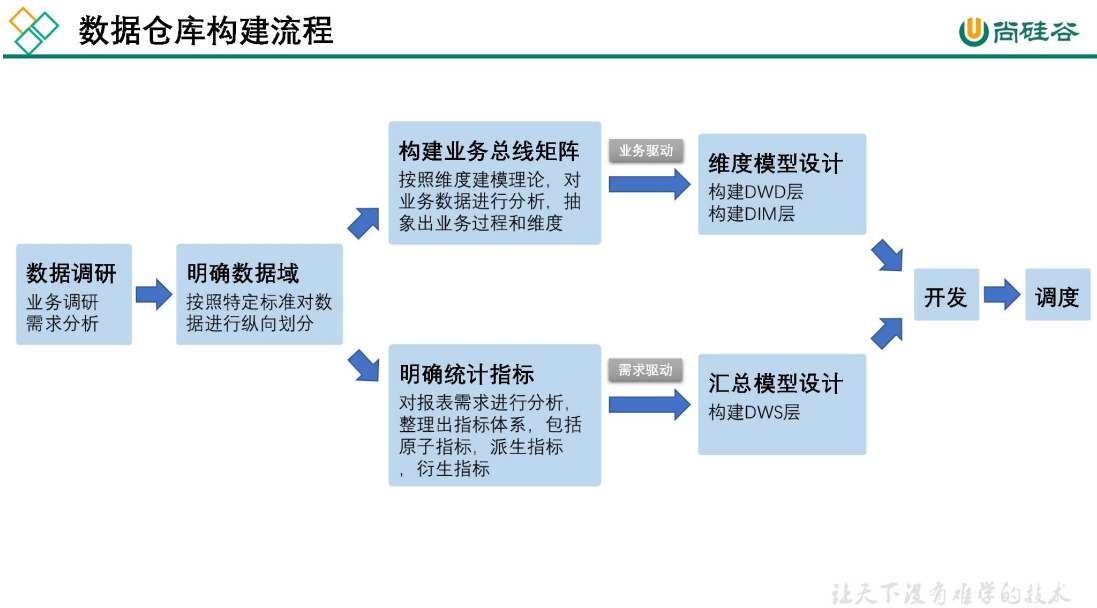 数据仓库构建流程
尚硅谷
数据调研
业务调研
需求分析
明确数据域
按照特定标准对数
据进行纵向划分
构建业务总线矩阵
按照维度建模理论，对
业务数据进行分析，抽
象出业务过程和维度
业务驱动
维度模型设计
构建DWD层
构建DIM层
明确统计指标
对报表需求进行分析，
整理出指标体系，包括
原子指标，派生指标
，衍生指标
需求驱动
汇总模型设计
构建DWS层
开发
调度
让天下没有难学的技术